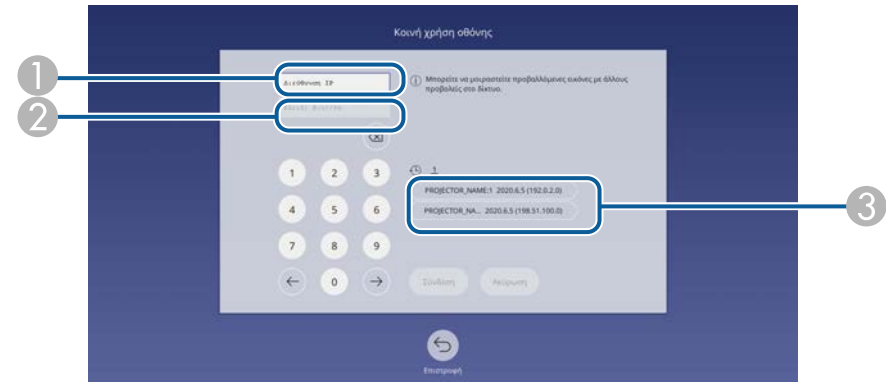 Κοινή χρήση οθόνης
1
Διεύθυνση IP
Μπορείτε να μοιραστείτε προβαλλόμενες εικόνες με άλλους
προβολείς στο δίκτυο.
2
1
1 2 3
PROJECTOR_NAME:1 2020.6.5 (192.0.2.0)
4 5 6
PROJECTOR_NA... 2020.6.5 (198.51.100.0)
3
7 8 9
← 0 →
Σύνδεση
Ακύρωση
Επιστροφή